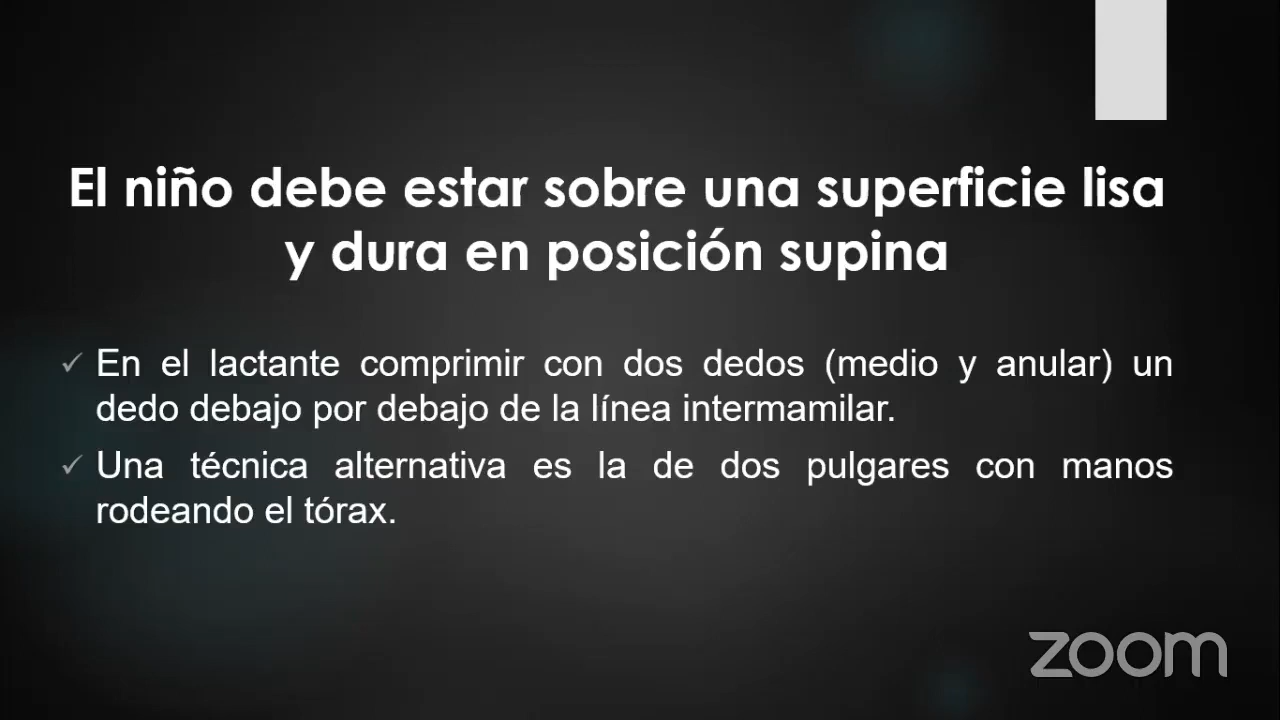 El niño debe estar sobre una superficie lisa
y dura en posición supina
✓ En el lactante comprimir con dos dedos (medio y anular) un
dedo debajo por debajo de la línea intermamilar.
✓ Una técnica alternativa es la de dos pulgares con manos
rodeando el tórax.
zoom